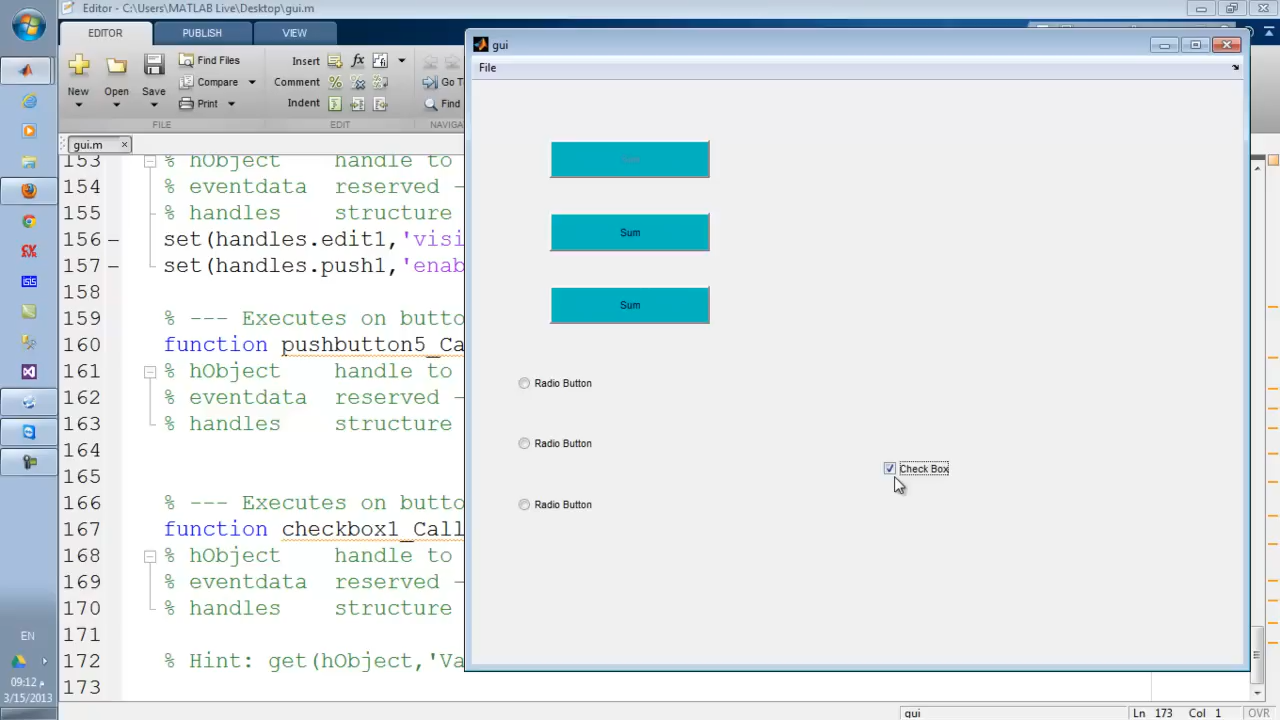 Editor - C:\Users\MATLAB Live\Desktop\gui.m
EDITOR
PUBLISH
VIEW
New
Open
Save
Find Files
Compare
Print
Insert
fx
Comment
%
Indent
Go T
Find
FILE
EDIT
NAVIGA
gui.m
153 % hObject handle to
154 % eventdata reserved -
155 % handles structure
156 set(handles.edit1,'visi
157 set(handles.push1,'enab
158
159 % --- Executes on butto
160 function pushbutton5_Ca
161 % hObject handle to
162 % eventdata reserved -
163 % handles structure
164
165
166 % --- Executes on butto
167 function checkbox1_Call
168 % hObject handle to
169 % eventdata reserved -
170 % handles structure
171
172 % Hint: get(hObject,'Va
173
gui
File
Sum
Sum
Radio Button
Radio Button
Radio Button
Check Box
EN
09:12 م
3/15/2013
gui
Ln 173 Col 1
OVR